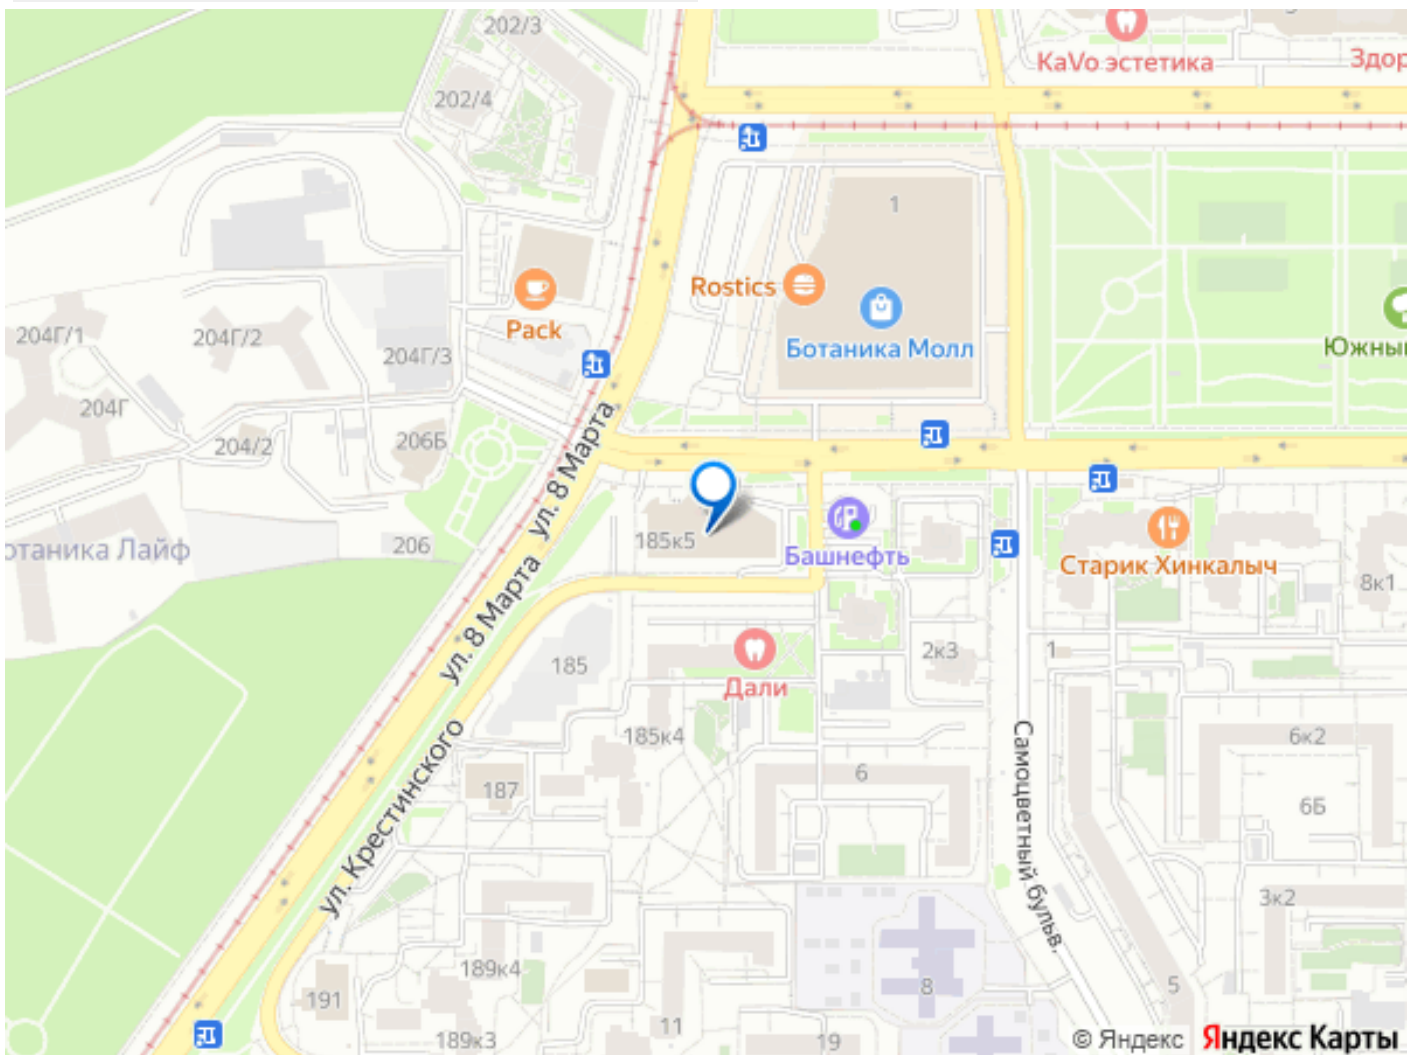 202/3
KaVo эстетика
Здор
202/4
1
Rostics
Pack
Ботаника Молл
204Г/1
204Г/2
204Г/3
Южны
204Г
204/2
206Б
ул. 8 Марта
185к5
206
отаника Лайф
Башнефть
Старик Хинкалыч
8к1
ул. 8 Марта
185
2к3
1
Дали
185к4
6к2
187
6
6Б
ул. Крестинского
Самоцветный бульв.
3к2
189к4
191
8
5
11
189к3
19
© Яндекс Яндекс Карты